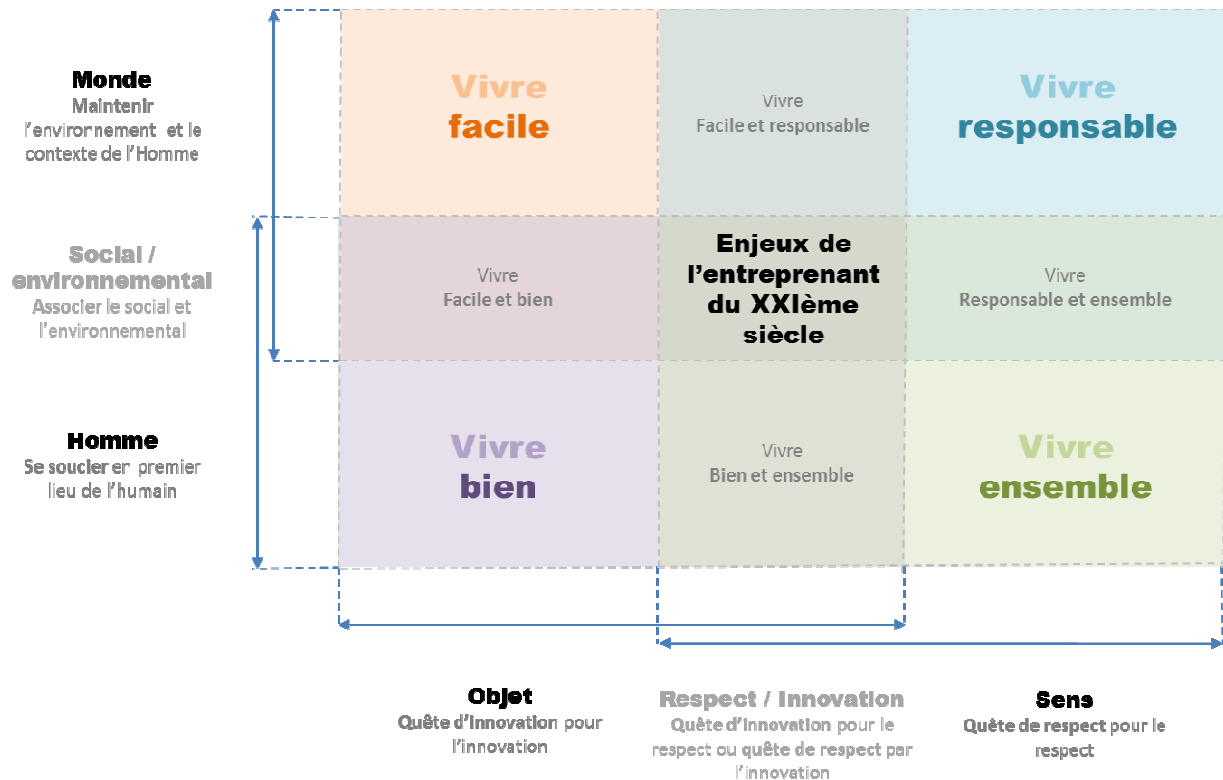 Monde
Maintenir
l'environnement et le
contexte de l'Homme
Vivre
facile
Vivre
Facile et responsable
Vivre
responsable
Social /
environnemental
Associer le social et
l'environnemental
Vivre
Facile et bien
Enjeux de
l'entreprenant
du XXIème
siècle
Vivre
Responsable et ensemble
Homme
Se soucier en premier
lieu de l'humain
Vivre
bien
Vivre
Bien et ensemble
Vivre
ensemble
Objet
Quête d'innovation pour
l'innovation
Respect / Innovation
Quête d'innovation pour le
respect ou quête de respect par
l'innovation
Sens
Quête de respect pour le
respect